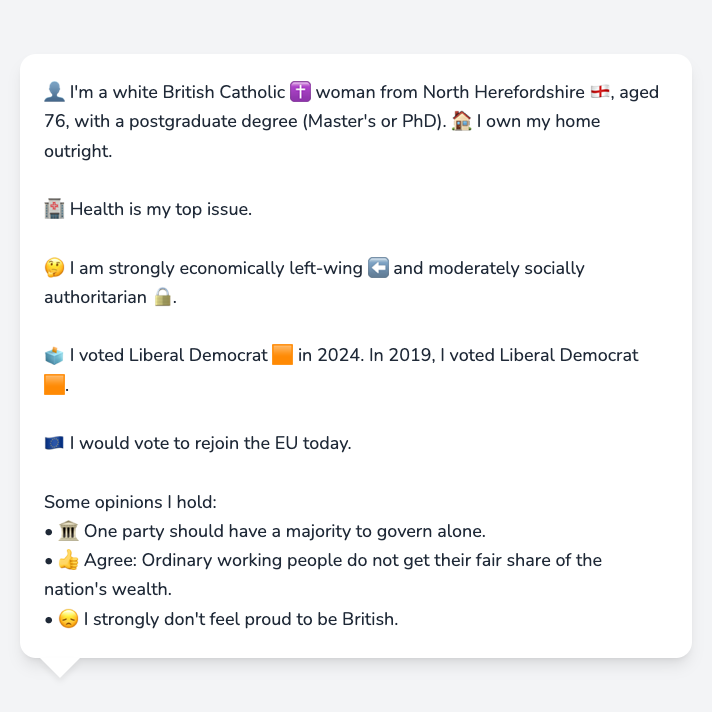 👤 I'm a white British Catholic ✝️ woman from North Herefordshire 🏴󠁧󠁢󠁥󠁮󠁧󠁿, aged
76, with a postgraduate degree (Master's or PhD). 🏠 I own my home
outright.
🏥 Health is my top issue.
🤔 I am strongly economically left-wing ⬅️ and moderately socially
authoritarian 🔒.
🗳️ I voted Liberal Democrat 🟧 in 2024. In 2019, I voted Liberal Democrat
🟧.
🇪🇺 I would vote to rejoin the EU today.
Some opinions I hold:
• 🏛️ One party should have a majority to govern alone.
• 👍 Agree: Ordinary working people do not get their fair share of the
nation's wealth.
• 😞 I strongly don't feel proud to be British.